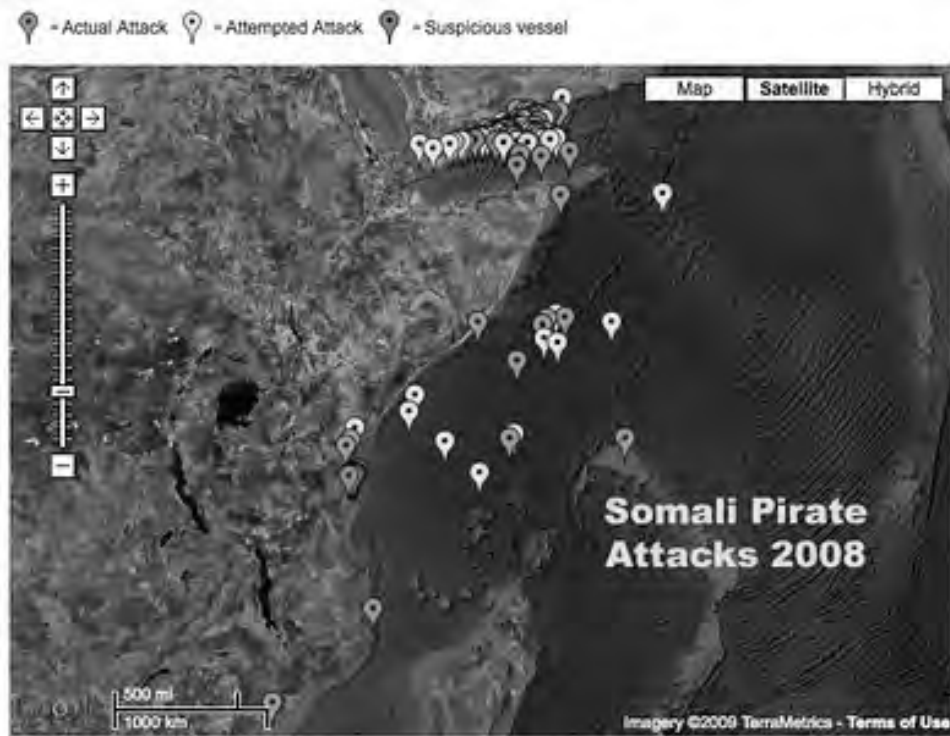 = Actual Attack = Attempted Attack = Suspicious vessel
Map Satellite Hybrid
Somali Pirate
Attacks 2008
500 mi
1000 km
Imagery ©2009 TerraMetrics - Terms of Use